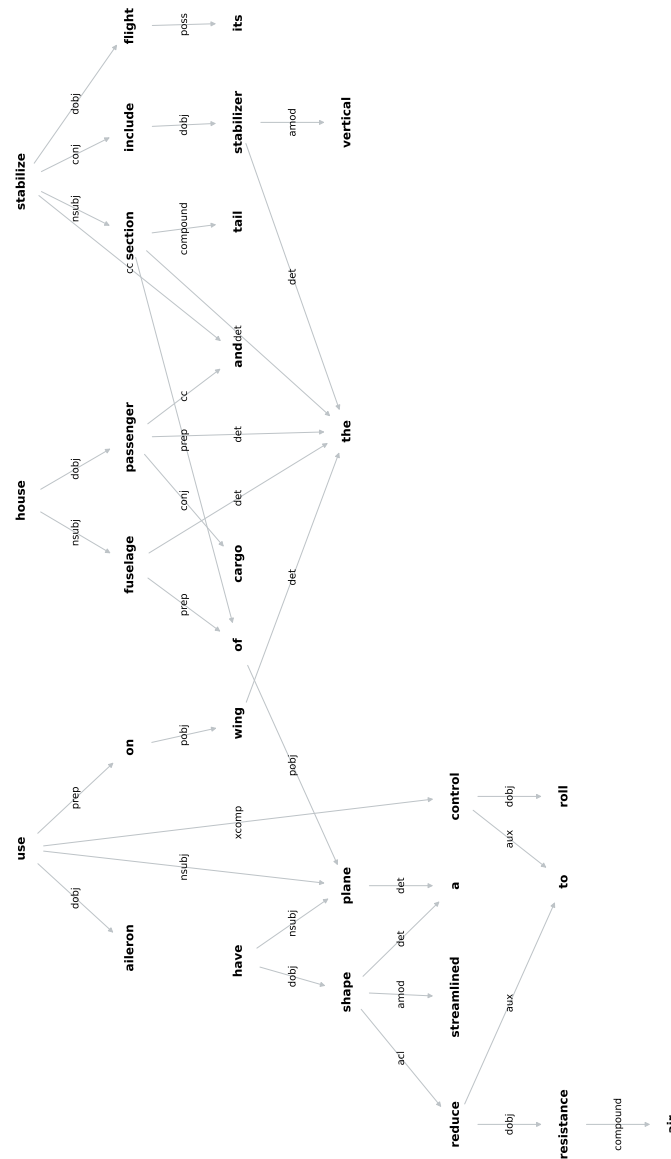 use house stabilize
dobj prep nsubj dobj nsubj conj dobj
aileron on fuselage passenger cc section include flight
nsubj pobj prep conj prep cc compound dobj poss
have xcomp wing of cargo det det and det tail stabilizer its
dobj nsubj pobj det det amod
shape plane the vertical
acl amod det det
reduce streamlined a control
dobj aux aux dobj
resistance to roll
compound